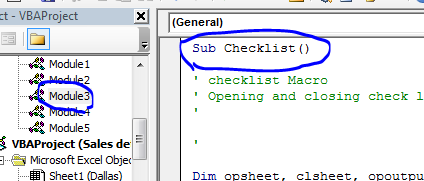 ct - VBAProject
Module1
Module2
Module3
Module4
Module5
VBAProject (Sales de
Microsoft Excel Objec
Sheet1 (Dallas)
(General)
Sub Checklist()
' checklist Macro
' Opening and closing check l
'
'
Dim opsheet, clsheet, opoutpu